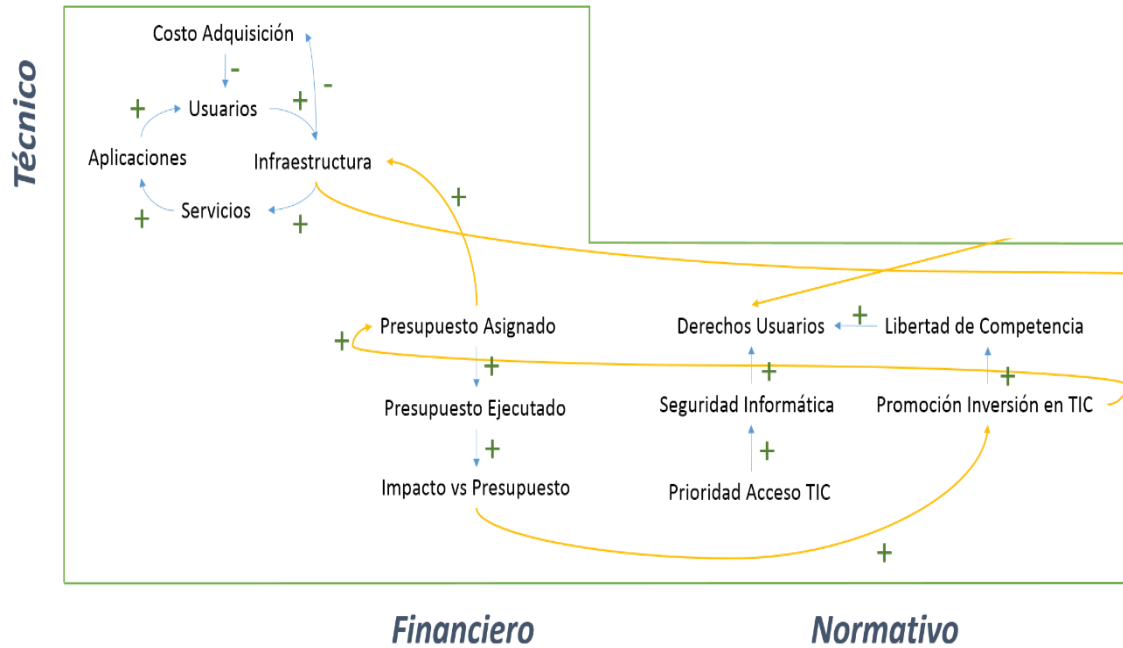 Técnico
Costo Adquisición
-
+
Usuarios
+
-
Aplicaciones
Infraestructura
+
+
Servicios
+
Presupuesto Asignado
Derechos Usuarios
+
Libertad de Competencia
+
+
+
+
Presupuesto Ejecutado
Seguridad Informática
Promoción Inversión en TIC
+
+
Impacto vs Presupuesto
Prioridad Acceso TIC
+
Financiero
Normativo